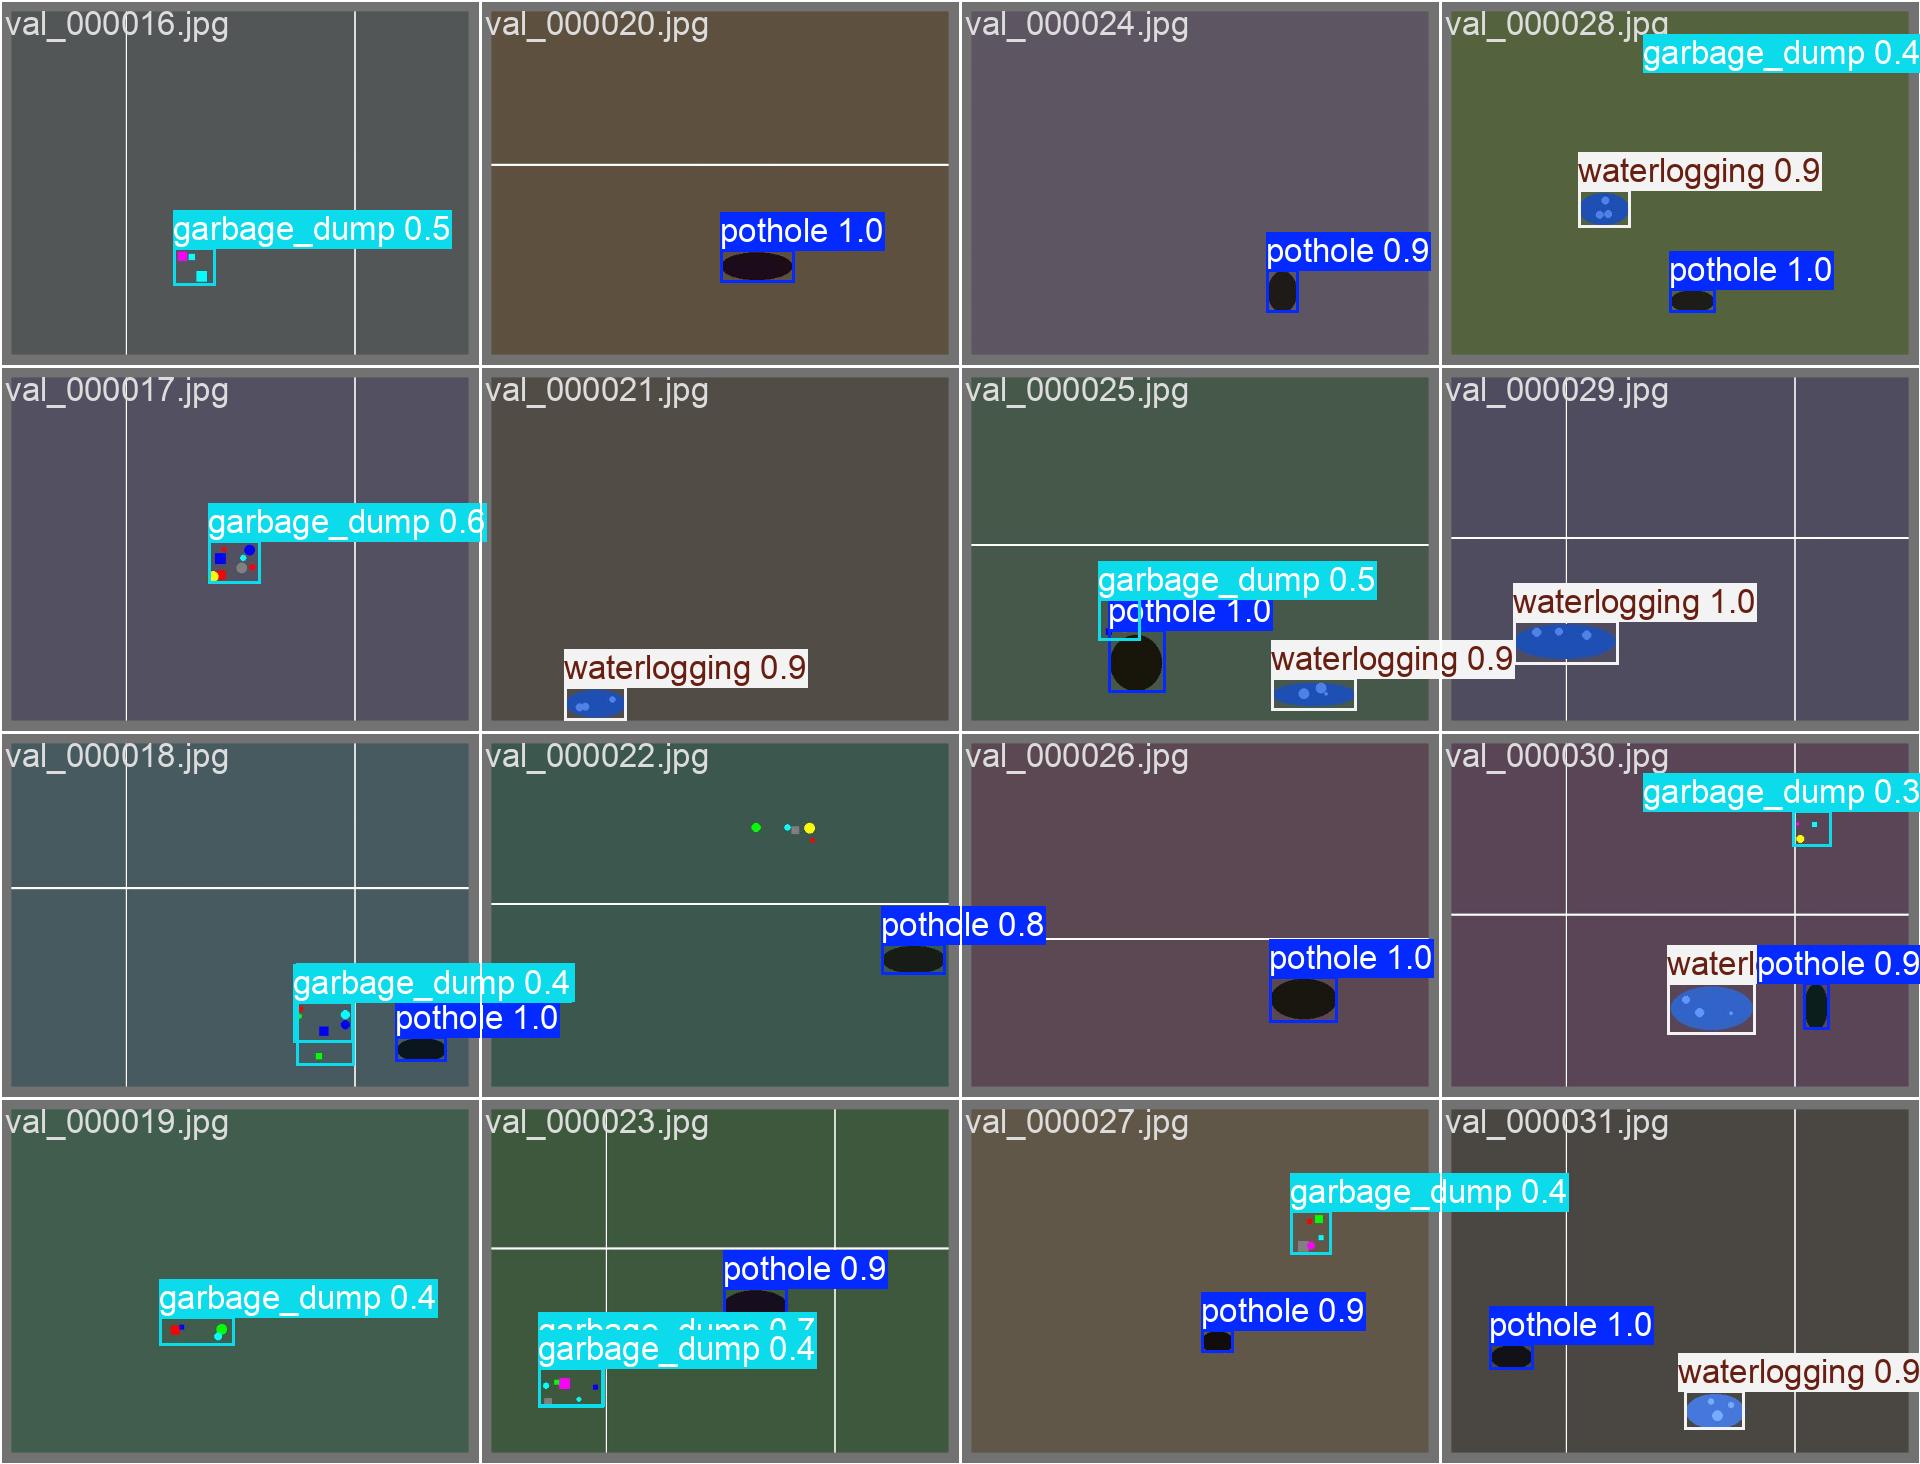 val_000016.jpg
garbage_dump 0.5
val_000020.jpg
pothole 1.0
val_000024.jpg
pothole 0.9
val_000028.jpg
garbage_dump 0.4
waterlogging 0.9
pothole 1.0
val_000017.jpg
garbage_dump 0.6
val_000021.jpg
waterlogging 0.9
val_000025.jpg
garbage_dump 0.5
pothole 1.0
waterlogging 0.9
val_000029.jpg
waterlogging 1.0
val_000018.jpg
garbage_dump 0.4
pothole 1.0
val_000022.jpg
pothole 0.8
val_000026.jpg
pothole 1.0
val_000030.jpg
garbage_dump 0.3
waterl
pothole 0.9
val_000019.jpg
garbage_dump 0.4
val_000023.jpg
pothole 0.9
garbage_dump 0.7
garbage_dump 0.4
val_000027.jpg
garbage_dump 0.4
pothole 0.9
val_000031.jpg
pothole 1.0
waterlogging 0.9